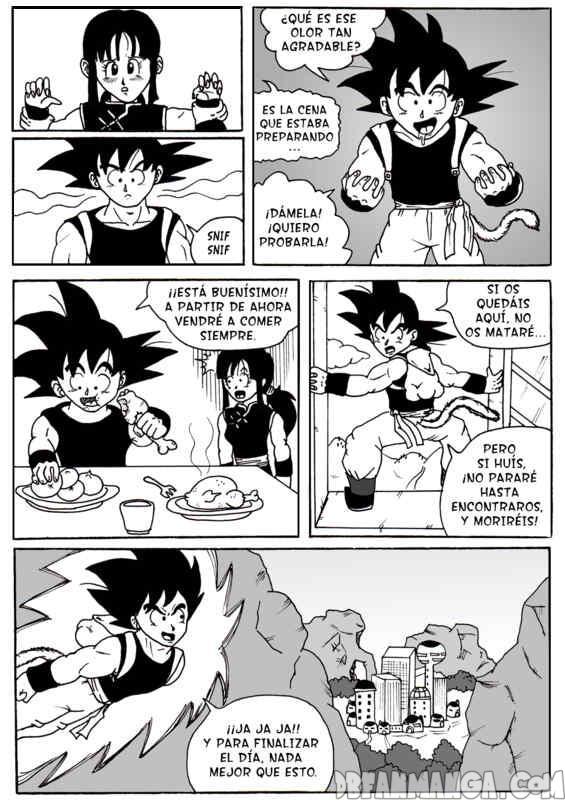 ¿QUÉ ES ESE
OLOR TAN
AGRADABLE?
ES LA CENA
QUE ESTABA
PREPARANDO
...
SNIF
SNIF
¡DÁMELA!
¡QUIERO
PROBARLA!
¡¡ESTÁ BUENÍSIMO!!
A PARTIR DE AHORA
VENDRÉ A COMER
SIEMPRE.
SI OS
QUEDÁIS
AQUÍ, NO
OS MATARÉ...
PERO
SI HUÍS,
¡NO PARARÉ
HASTA
ENCONTRAROS,
Y MORIRÉIS!
¡¡JA JA JA!!
Y PARA FINALIZAR
EL DÍA, NADA
MEJOR QUE ESTO.
DREAMMANGA.COM